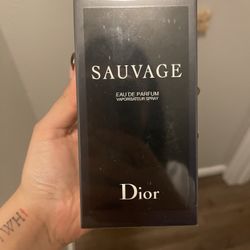 SAUVAGE
EAU DE PARFUM
VAPORISATEUR SPRAY
Dior